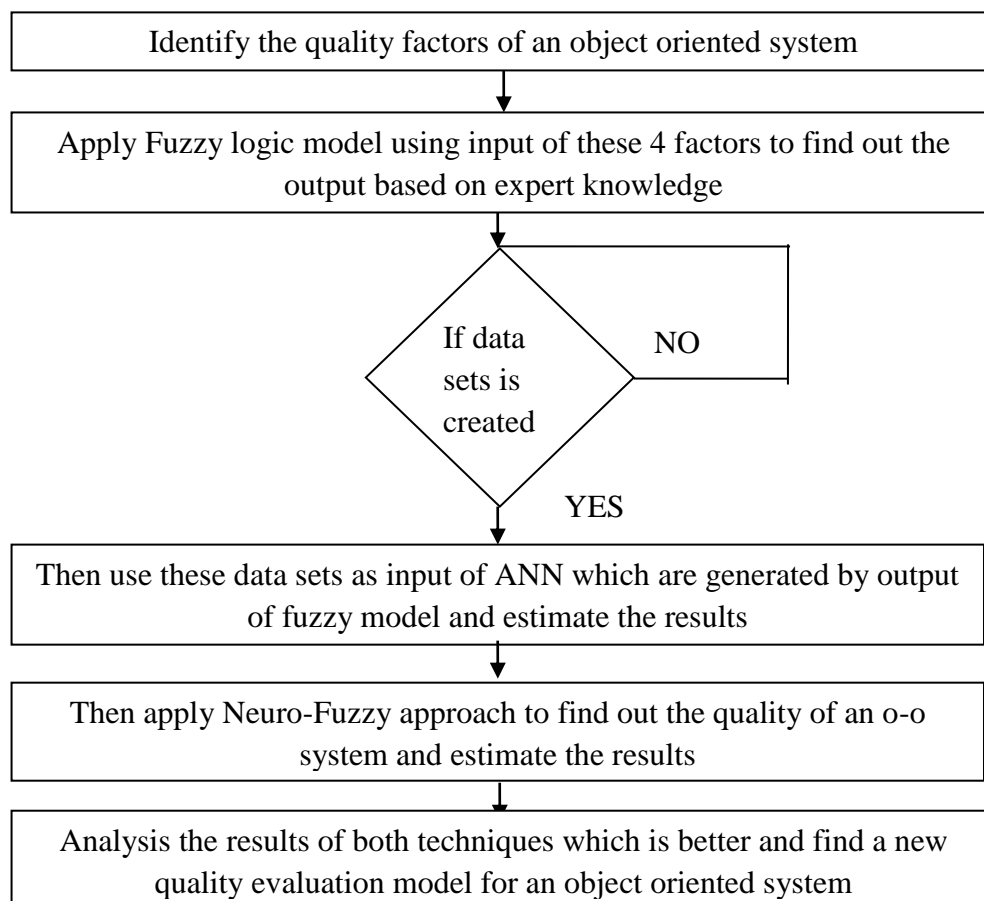 Identify the quality factors of an object oriented system
Apply Fuzzy logic model using input of these 4 factors to find out the
output based on expert knowledge
If data
sets is
created
NO
YES
Then use these data sets as input of ANN which are generated by output
of fuzzy model and estimate the results
Then apply Neuro-Fuzzy approach to find out the quality of an o-o
system and estimate the results
Analysis the results of both techniques which is better and find a new
quality evaluation model for an object oriented system